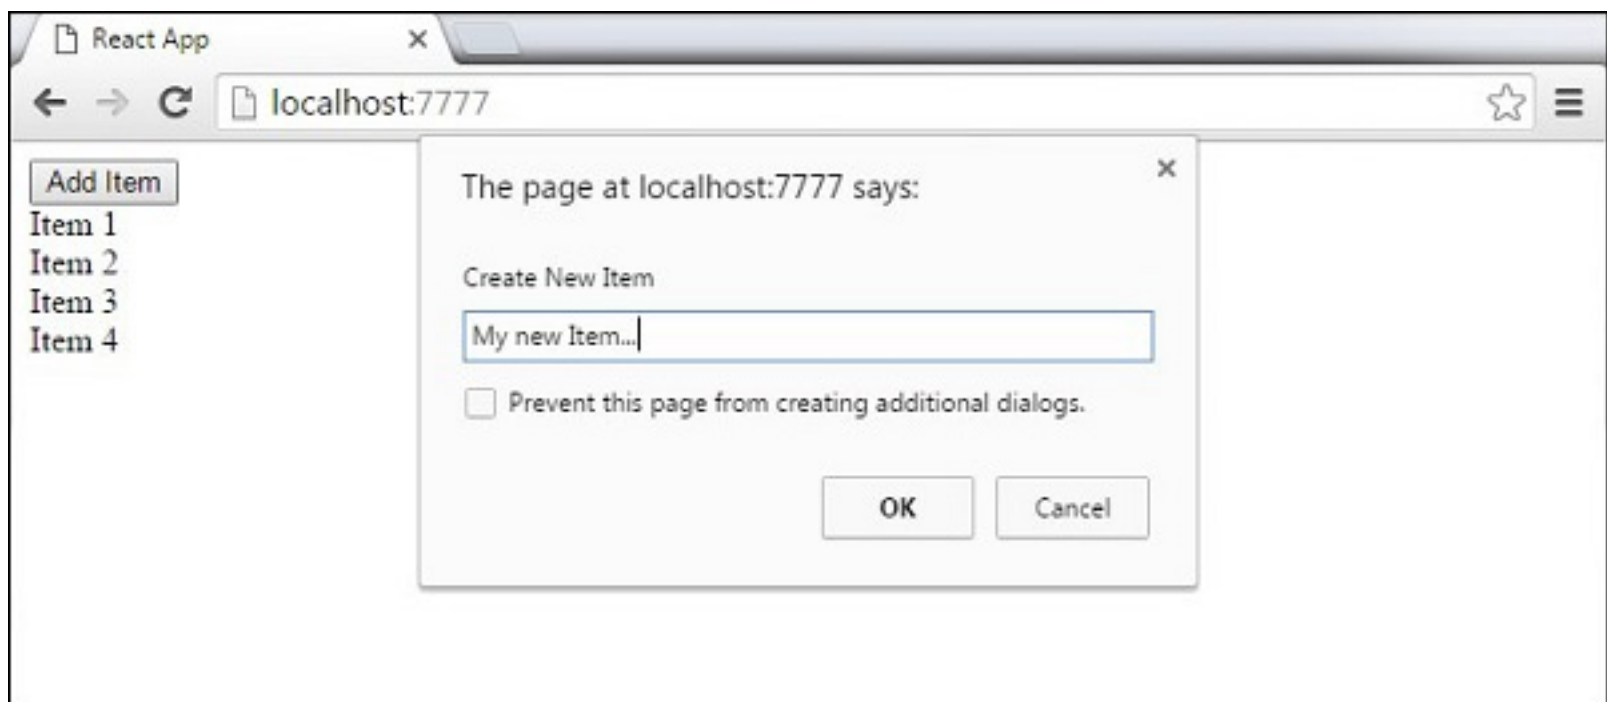 React App
localhost:7777
Add Item
Item 1
Item 2
Item 3
Item 4
The page at localhost:7777 says:
Create New Item
My new Item...
Prevent this page from creating additional dialogs.
OK Cancel